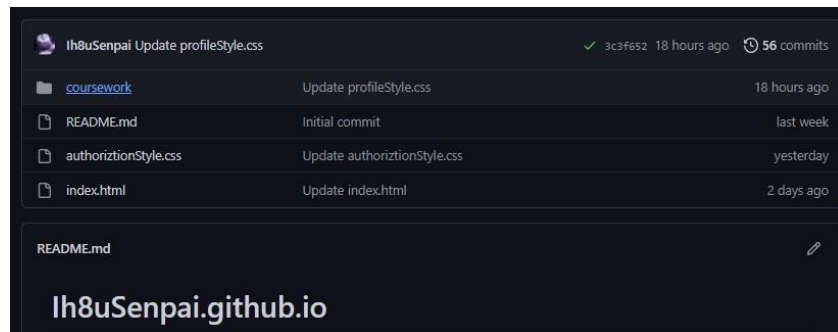 Ih8uSenpai Update profileStyle.css 3c3f652 18 hours ago 56 commits
coursework Update profileStyle.css 18 hours ago
README.md Initial commit last week
authoriztionStyle.css Update authoriztionStyle.css yesterday
index.html Update index.html 2 days ago
README.md
Ih8uSenpai.github.io